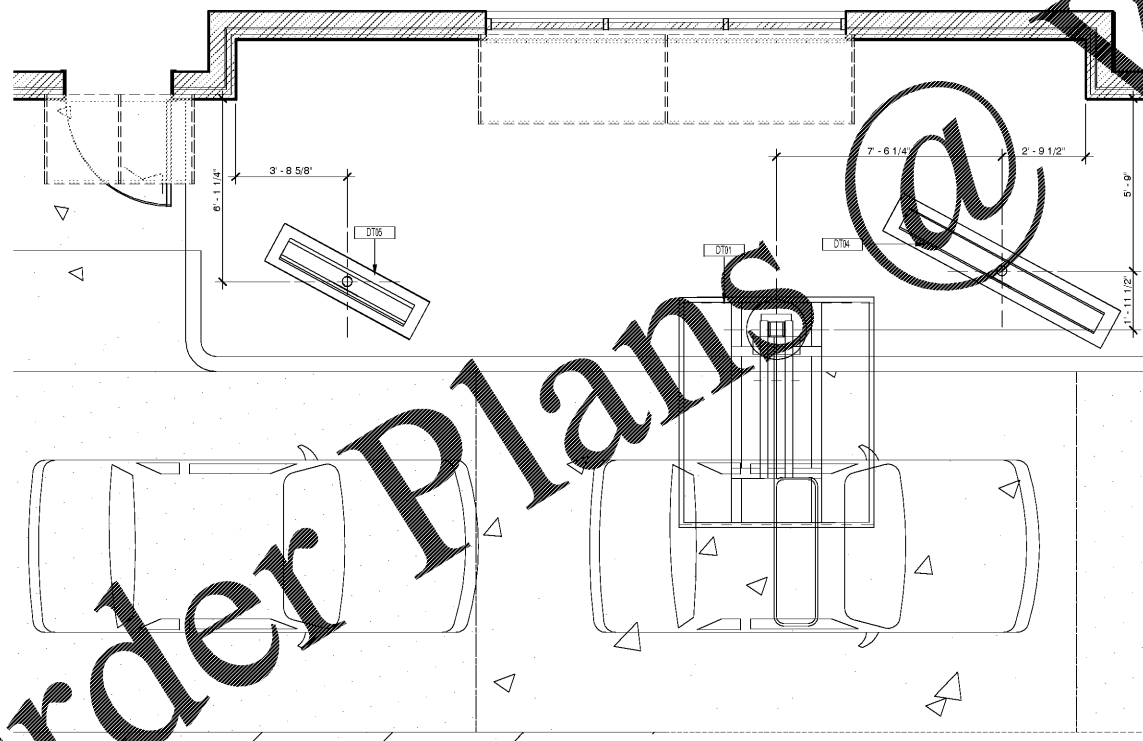 7' - 6 1/4"
2' - 9 1/2"
3' - 8 5/8"
6' - 1 1/4"
5' - 9"
DT05
DT01
DT04
1' - 11 1/2"
rder Plans @